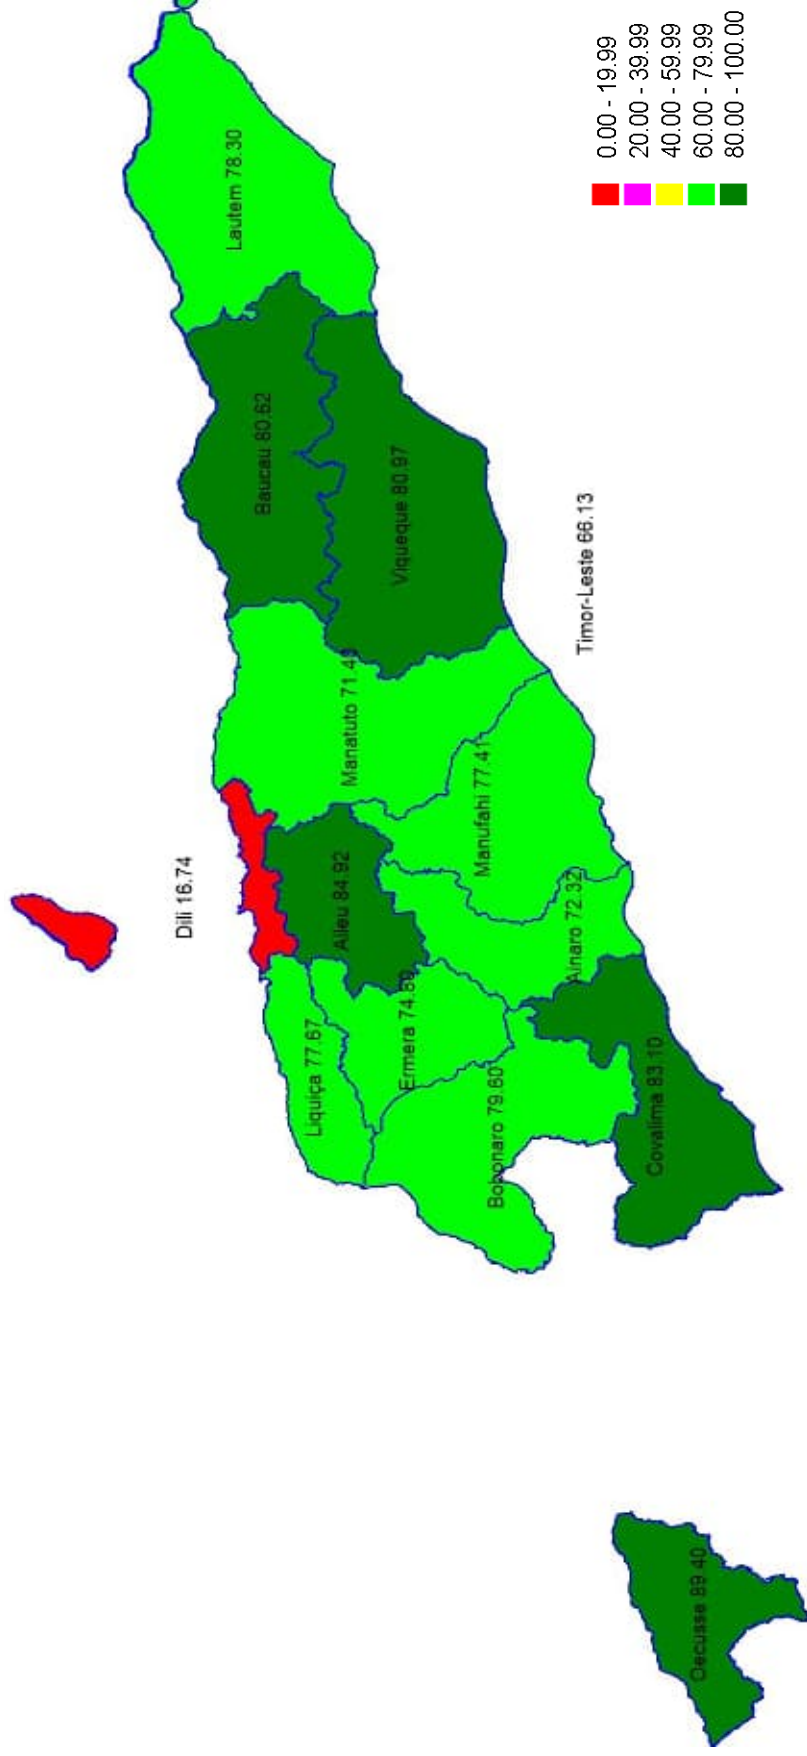 Dili 16.74
Lautem 78.30
Baucau 80.62
Viqueque 80.97
Manatuto 71.43
Aileu 84.92
Liquiça 77.67
Ermera 74.80
Manufahi 77.41
Ainaro 72.32
Bobonaro 79.60
Covalima 83.10
Oecusse 89.40
Timor-Leste 66.13
0.00 - 19.99
20.00 - 39.99
40.00 - 59.99
60.00 - 79.99
80.00 - 100.00